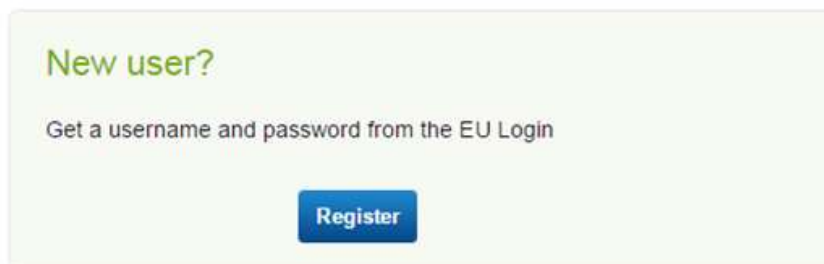 New user?
Get a username and password from the EU Login
Register